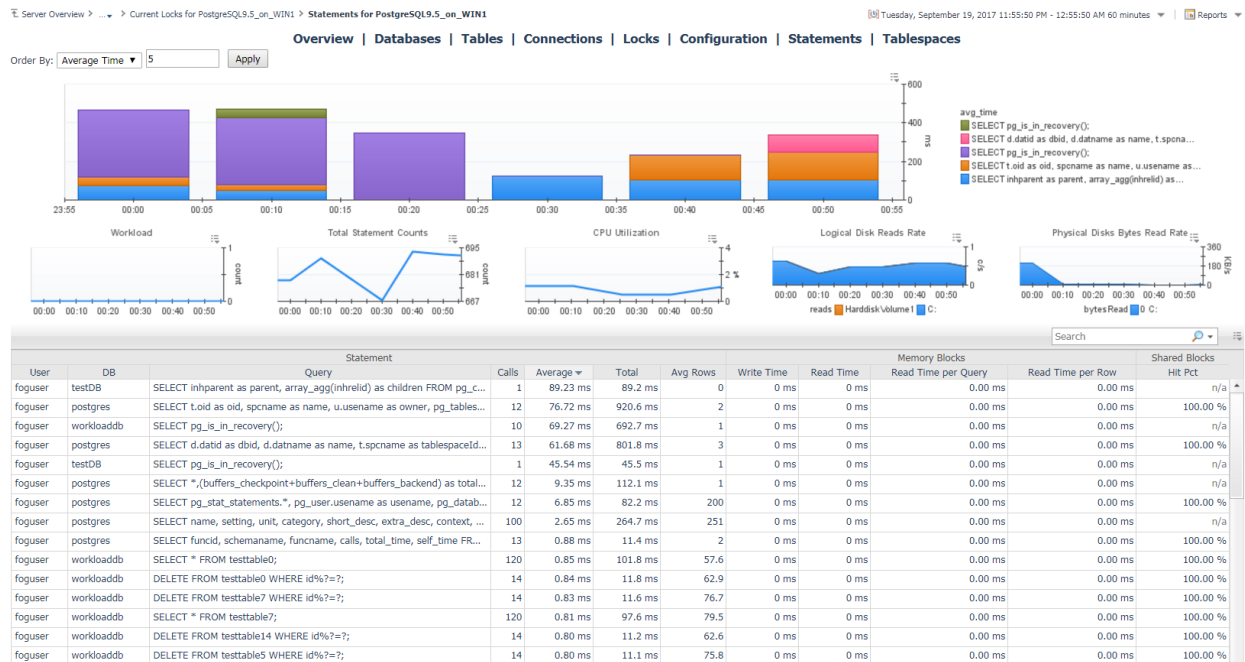 Server Overview > ... > Current Locks for PostgreSQL9.5_on_WIN1 > Statements for PostgreSQL9.5_on_WIN1
Tuesday, September 19, 2017 11:55:50 PM - 12:55:50 AM 60 minutes | Reports
Overview | Databases | Tables | Connections | Locks | Configuration | Statements | Tablespaces
Order By: Average Time 5 Apply
600
400
200
0
ms
23:55 00:00 00:05 00:10 00:15 00:20 00:25 00:30 00:35 00:40 00:45 00:50 00:55
avg_time
SELECT pg_is_in_recovery();
SELECT d.datid as dbid, d.datname as name, t.spcna...
SELECT pg_is_in_recovery();
SELECT t.oid as oid, spcname as name, u.usename as...
SELECT inhparent as parent, array_agg(inhrelid) as...
Workload
1
count
0
00:00 00:10 00:20 00:30 00:40 00:50
Total Statement Counts
695
681
667
count
00:00 00:10 00:20 00:30 00:40 00:50
CPU Utilization
4
2 %
0
00:00 00:10 00:20 00:30 00:40 00:50
Logical Disk Reads Rate
1
c/s
0
00:00 00:10 00:20 00:30 00:40 00:50
reads HarddiskVolume1 C:
Physical Disks Bytes Read Rate
360
180
0
KB/s
00:00 00:10 00:20 00:30 00:40 00:50
bytesRead 0 C:
Search
Statement Memory Blocks Shared Blocks
User DB Query Calls Average Total Avg Rows Write Time Read Time Read Time per Query Read Time per Row Hit Pct
foguser testDB SELECT inhparent as parent, array_agg(inhrelid) as children FROM pg_c... 1 89.23 ms 89.2 ms 0 0 ms 0 ms 0.00 ms 0.00 ms n/a
foguser postgres SELECT t.oid as oid, spcname as name, u.usename as owner, pg_tables... 12 76.72 ms 920.6 ms 2 0 ms 0 ms 0.00 ms 0.00 ms 100.00 %
foguser workloaddb SELECT pg_is_in_recovery(); 10 69.27 ms 692.7 ms 1 0 ms 0 ms 0.00 ms 0.00 ms n/a
foguser postgres SELECT d.datid as dbid, d.datname as name, t.spcname as tablespaceId... 13 61.68 ms 801.8 ms 3 0 ms 0 ms 0.00 ms 0.00 ms 100.00 %
foguser testDB SELECT pg_is_in_recovery(); 1 45.54 ms 45.5 ms 1 0 ms 0 ms 0.00 ms 0.00 ms n/a
foguser postgres SELECT *,(buffers_checkpoint+buffers_clean+buffers_backend) as total... 12 9.35 ms 112.1 ms 1 0 ms 0 ms 0.00 ms 0.00 ms n/a
foguser postgres SELECT pg_stat_statements.*, pg_user.usename as usename, pg_datab... 12 6.85 ms 82.2 ms 200 0 ms 0 ms 0.00 ms 0.00 ms 100.00 %
foguser postgres SELECT name, setting, unit, category, short_desc, extra_desc, context, ... 100 2.65 ms 264.7 ms 251 0 ms 0 ms 0.00 ms 0.00 ms n/a
foguser postgres SELECT funcid, schemaname, funcname, calls, total_time, self_time FR... 13 0.88 ms 11.4 ms 2 0 ms 0 ms 0.00 ms 0.00 ms 100.00 %
foguser workloaddb SELECT * FROM testtable0; 120 0.85 ms 101.8 ms 57.6 0 ms 0 ms 0.00 ms 0.00 ms 100.00 %
foguser workloaddb DELETE FROM testtable0 WHERE id%?=?; 14 0.84 ms 11.8 ms 62.9 0 ms 0 ms 0.00 ms 0.00 ms 100.00 %
foguser workloaddb DELETE FROM testtable7 WHERE id%?=?; 14 0.83 ms 11.6 ms 76.7 0 ms 0 ms 0.00 ms 0.00 ms 100.00 %
foguser workloaddb SELECT * FROM testtable7; 120 0.81 ms 97.6 ms 79.5 0 ms 0 ms 0.00 ms 0.00 ms 100.00 %
foguser workloaddb DELETE FROM testtable14 WHERE id%?=?; 14 0.80 ms 11.2 ms 62.6 0 ms 0 ms 0.00 ms 0.00 ms 100.00 %
foguser workloaddb DELETE FROM testtable5 WHERE id%?=?; 14 0.80 ms 11.1 ms 75.8 0 ms 0 ms 0.00 ms 0.00 ms 100.00 %